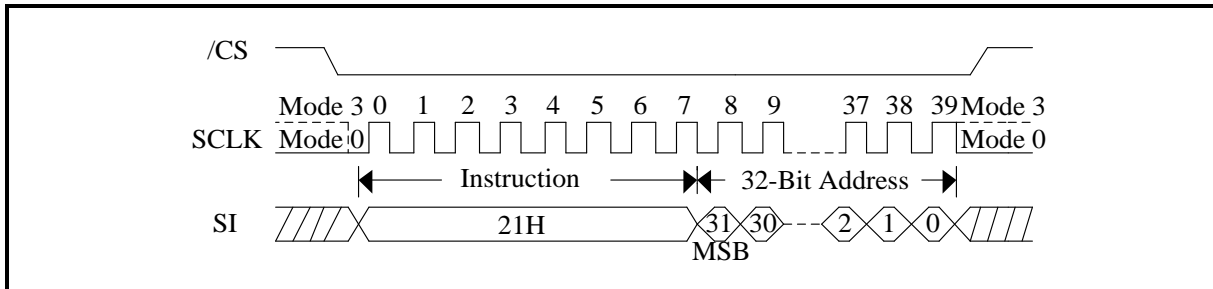 /CS
Mode 3 0 1 2 3 4 5 6 7 8 9 37 38 39 Mode 3
SCLK Mode 0 Mode 0
Instruction 32-Bit Address
SI 21H 31 30 2 1 0
MSB